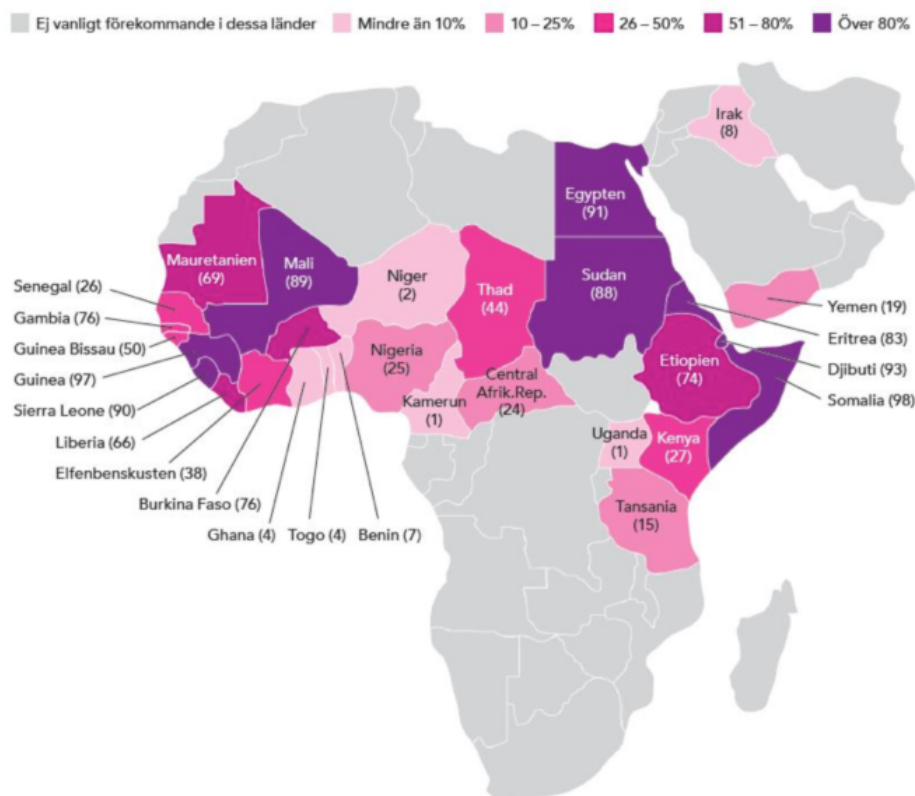 Ej vanligt förekommande i dessa länder
Mindre än 10%
10 – 25%
26 – 50%
51 – 80%
Över 80%
Irak
(8)
Egypten
(91)
Mauretanien
(69)
Mali
(89)
Niger
(2)
Thad
(44)
Sudan
(88)
Senegal (26)
Gambia (76)
Guinea Bissau (50)
Guinea (97)
Sierra Leone (90)
Liberia (66)
Elfenbenskusten (38)
Burkina Faso (76)
Ghana (4)
Togo (4)
Benin (7)
Nigeria
(25)
Kamerun
(1)
Central
Afrik.Rep.
(24)
Etiopien
(74)
Uganda
(1)
Kenya
(27)
Tansania
(15)
Yemen (19)
Eritrea (83)
Djibuti (93)
Somalia (98)